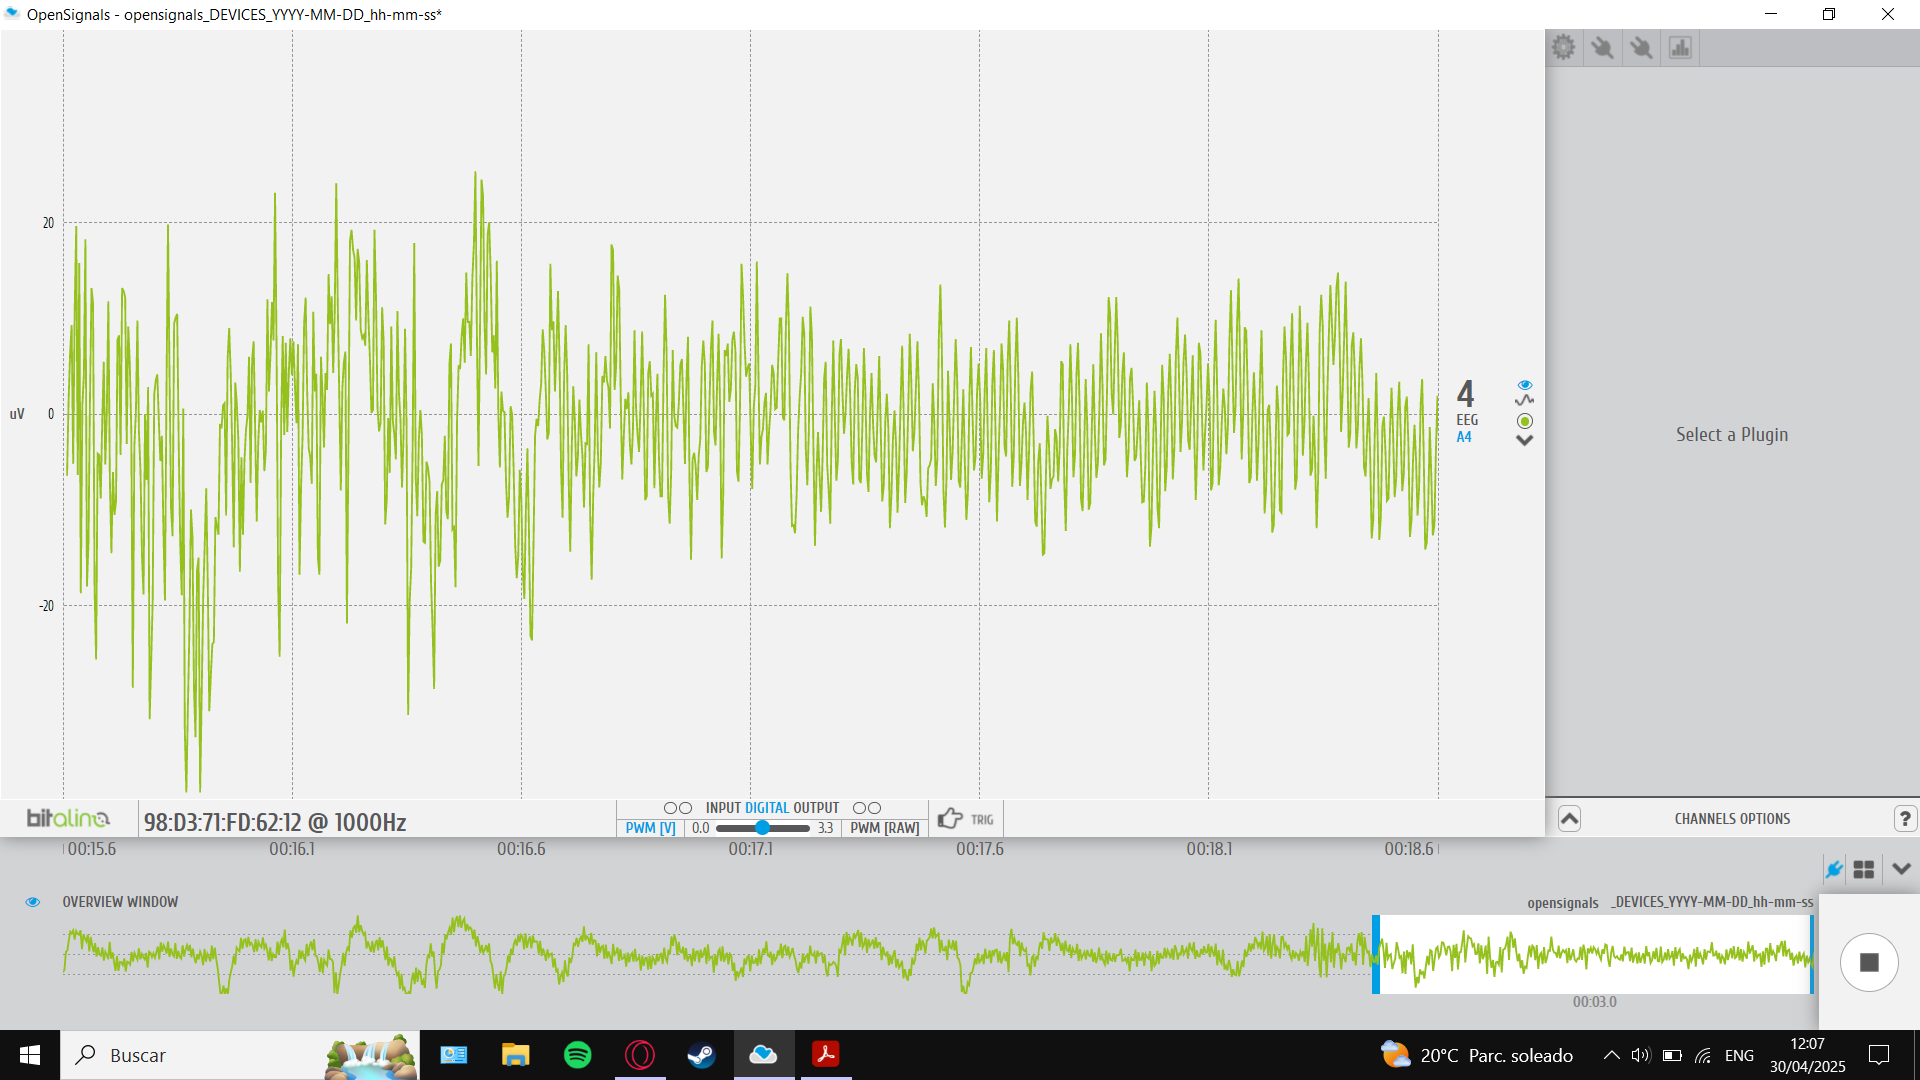 OpenSignals - opensignals_DEVICES_YYYY-MM-DD_hh-mm-ss*
20
uV 0
-20
4
EEG
A4
Select a Plugin
bitalino
98:D3:71:FD:62:12 @ 1000Hz
INPUT DIGITAL OUTPUT
PWM [V] 0.0 3.3 PWM [RAW]
TRIG
CHANNELS OPTIONS
?
00:15.6 00:16.1 00:16.6 00:17.1 00:17.6 00:18.1 00:18.6
OVERVIEW WINDOW
opensignals _DEVICES_YYYY-MM-DD_hh-mm-ss
00:03.0
Buscar
20°C Parc. soleado
ENG
12:07
30/04/2025